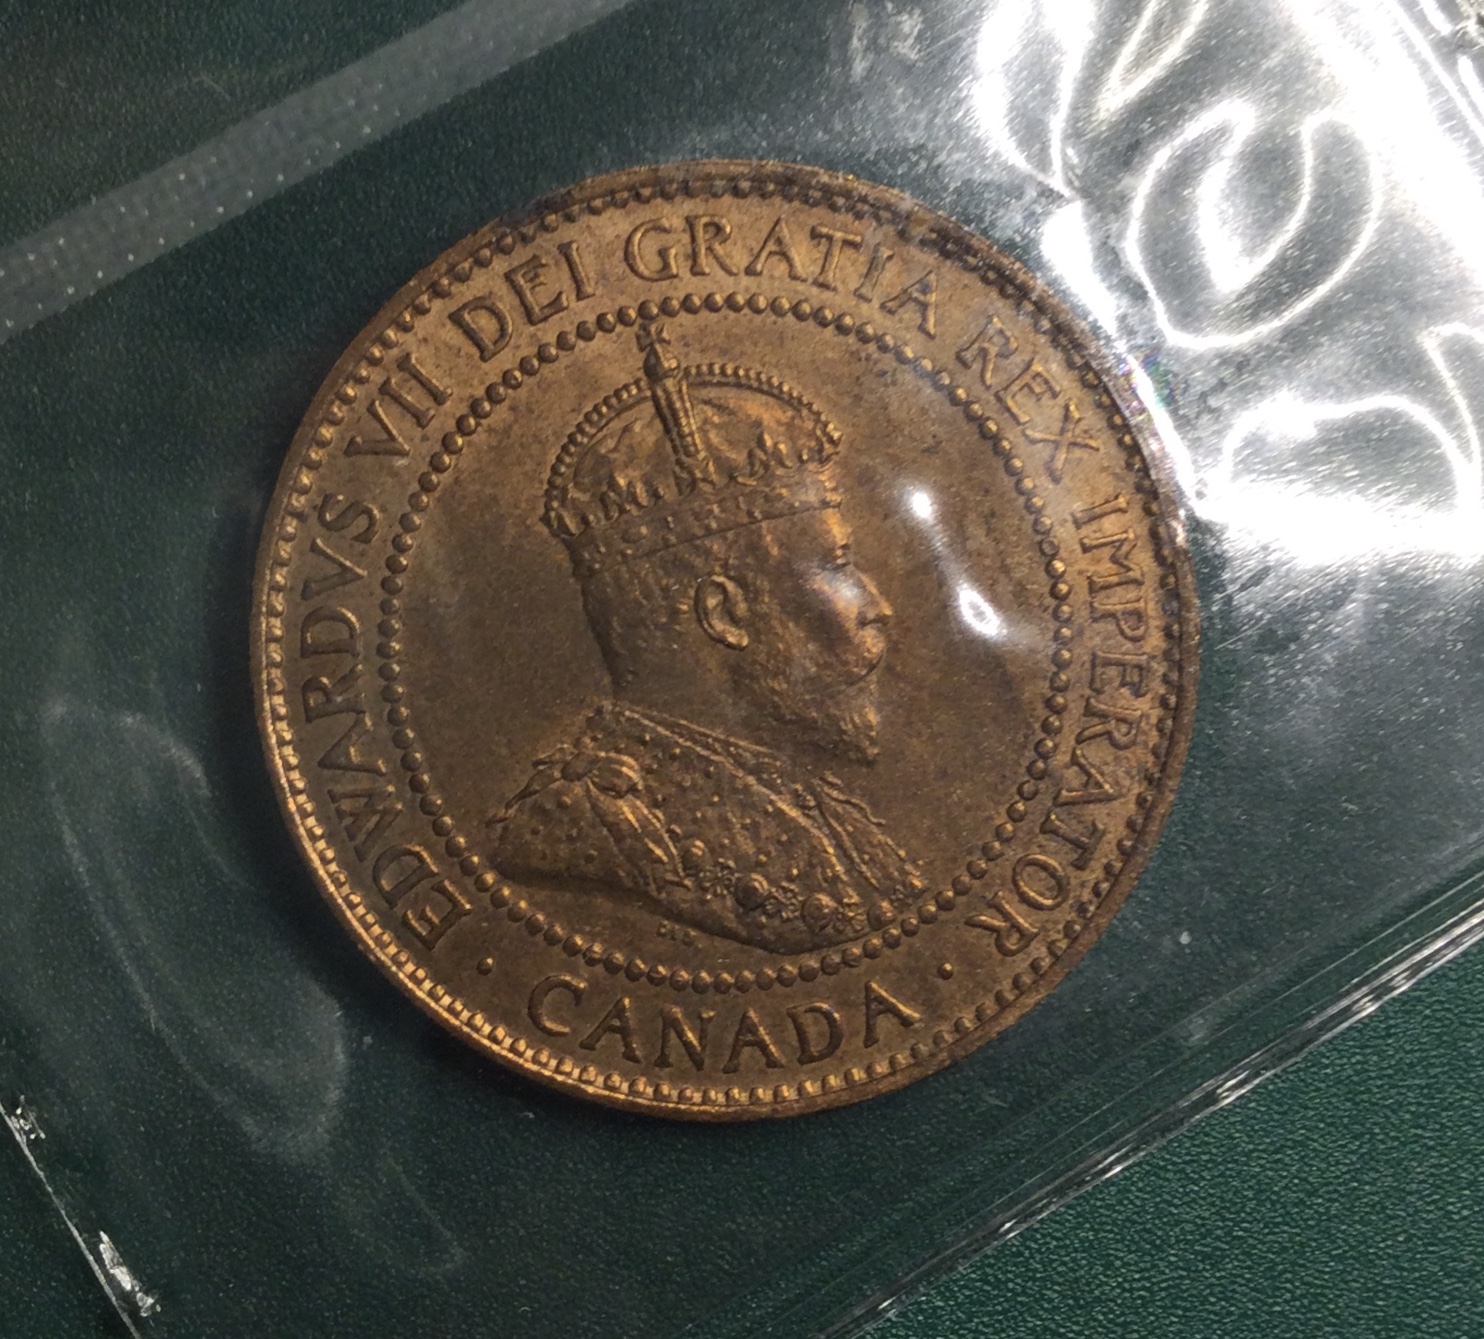 EDWARDVS VII DEI GRATIA REX IMPERATOR
· CANADA ·